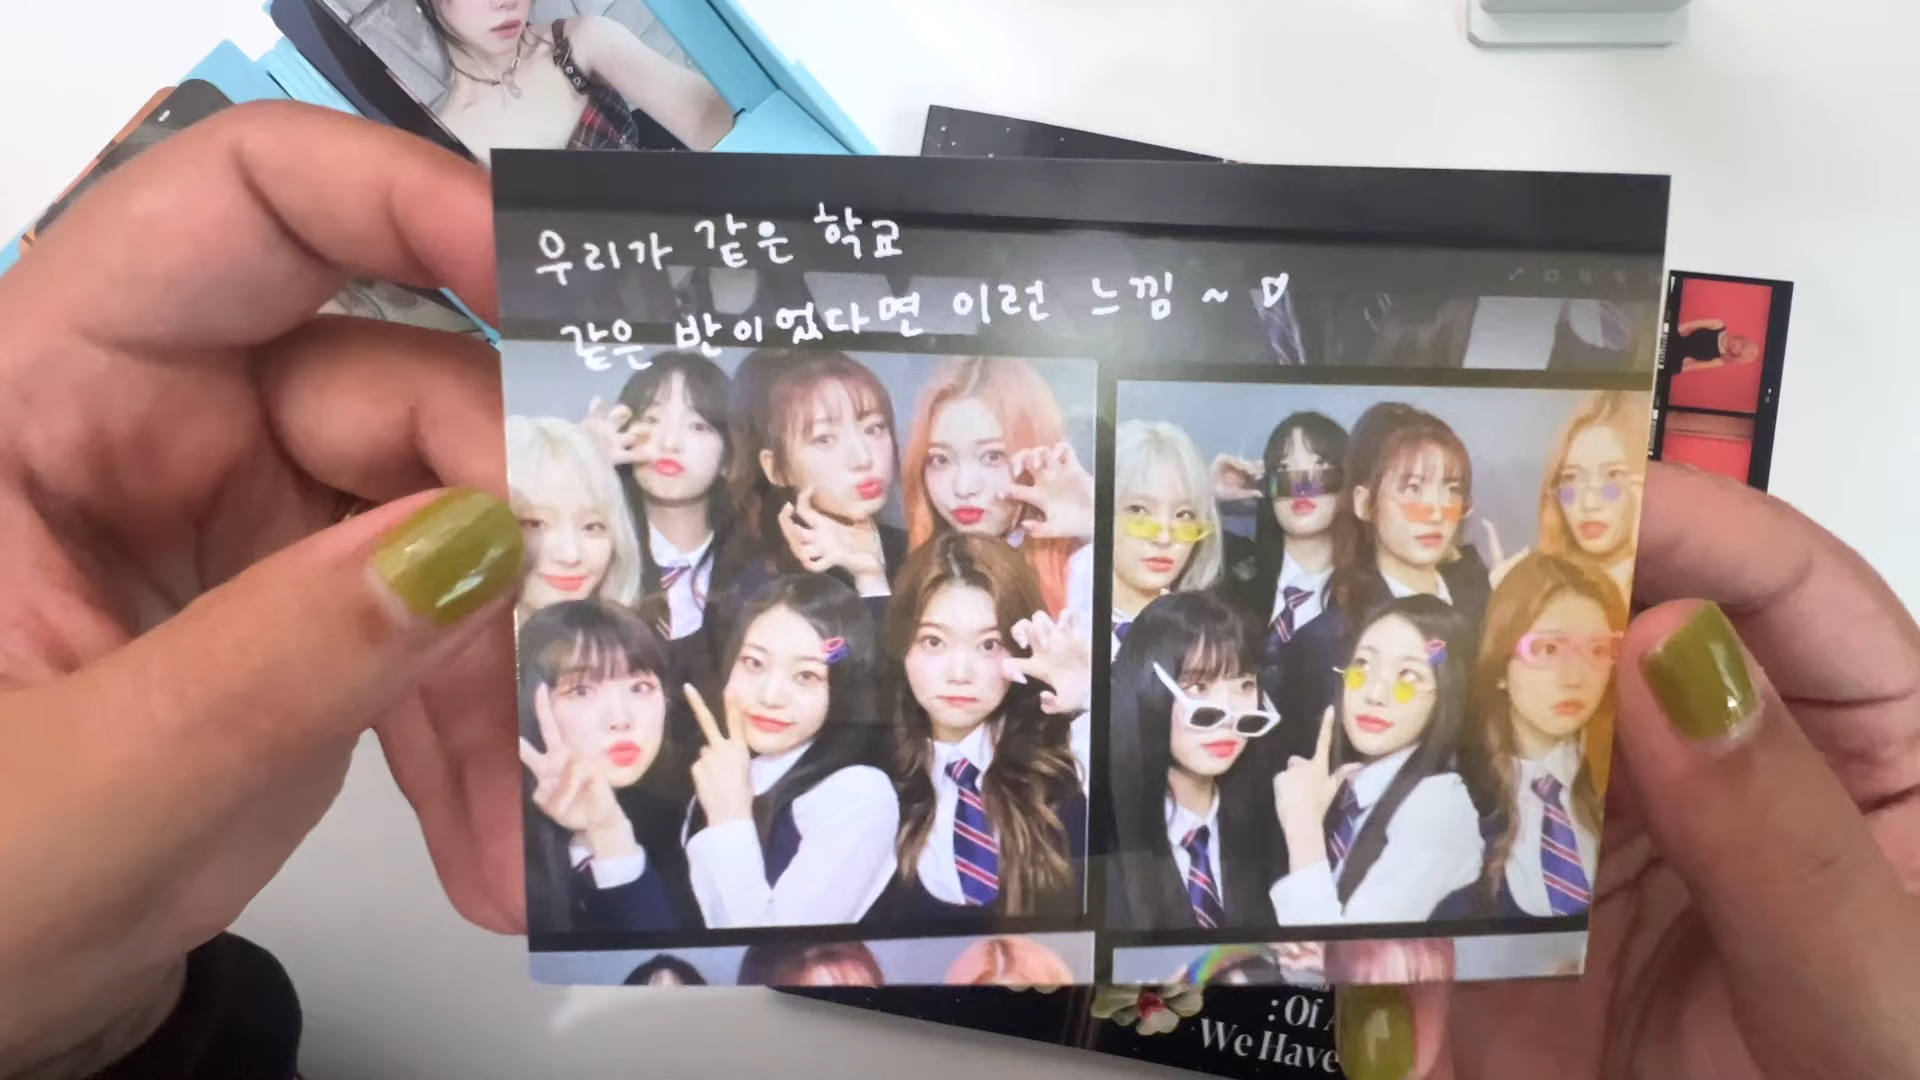 우리가 같은 학교
같은 반이었다면 이런 느낌 ~ ♡
: Of
We Have